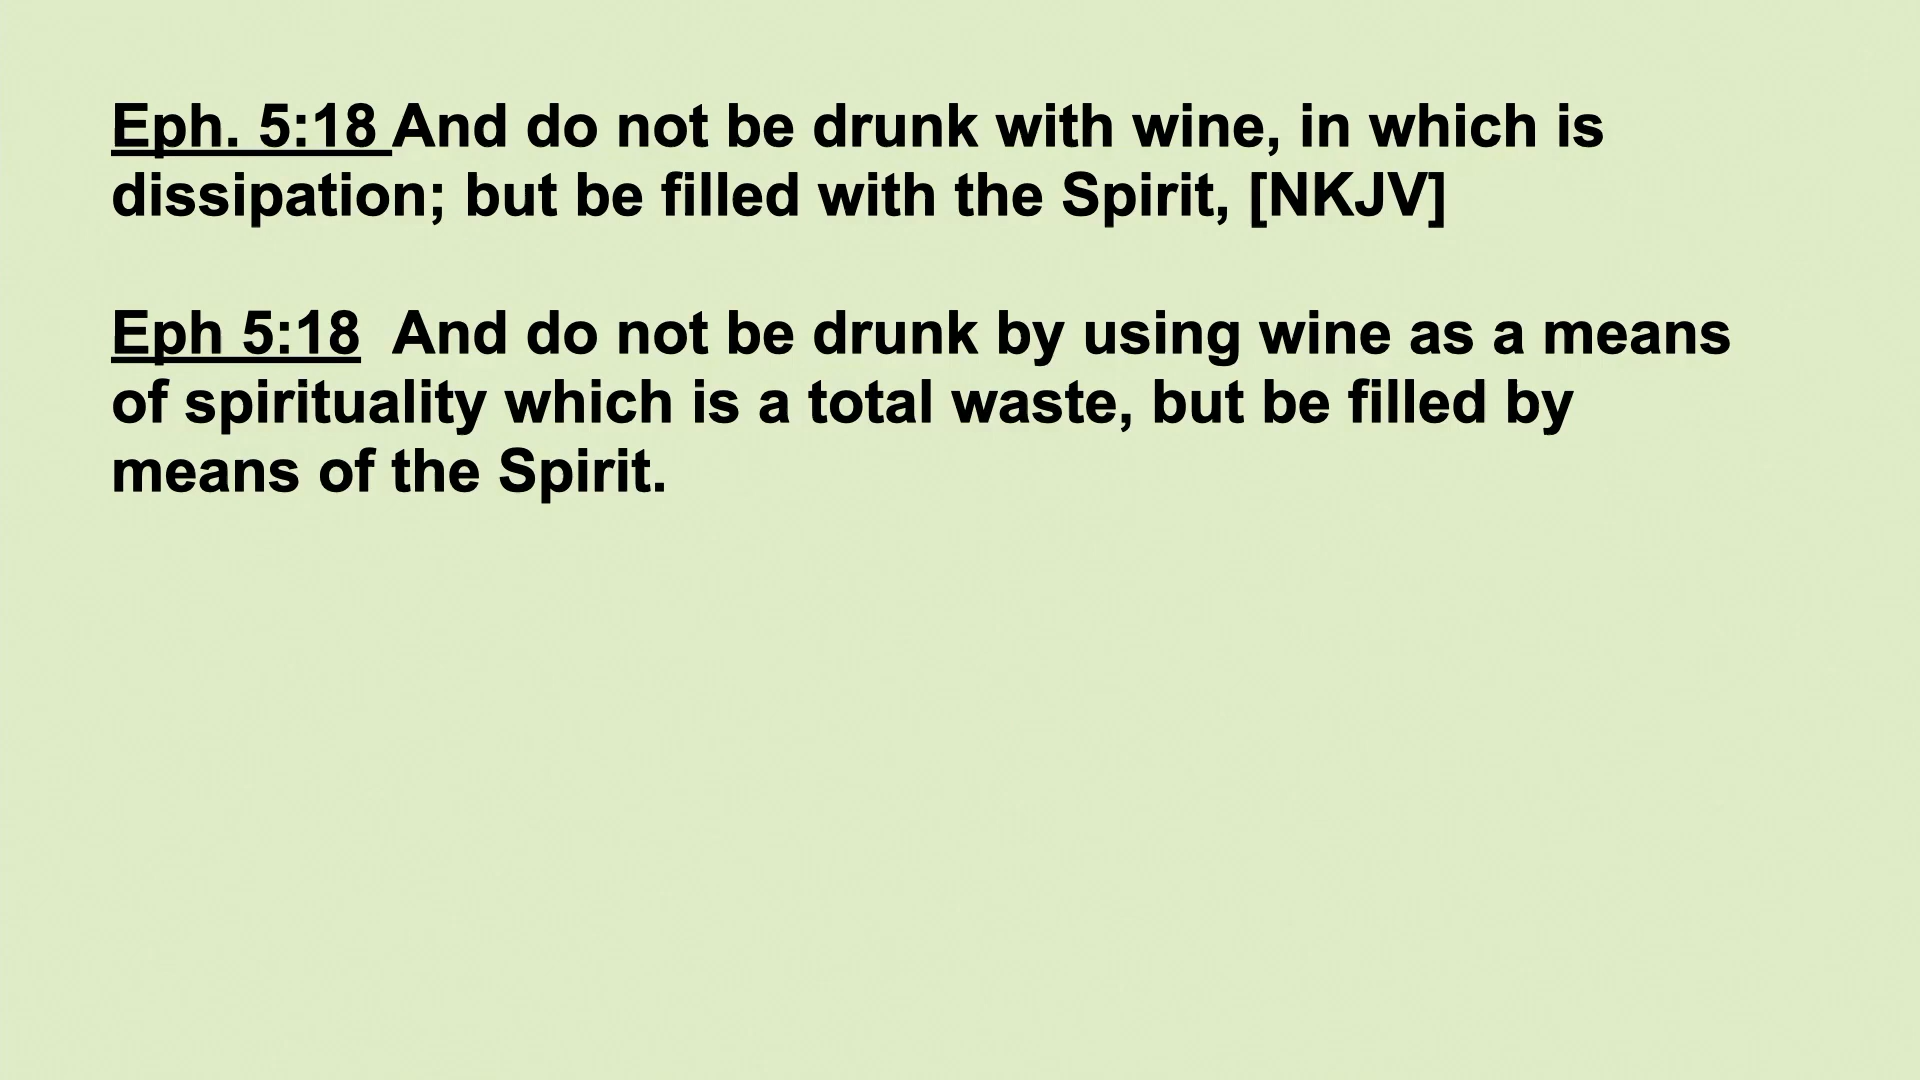 Eph. 5:18 And do not be drunk with wine, in which is
dissipation; but be filled with the Spirit, [NKJV]
Eph 5:18  And do not be drunk by using wine as a means
of spirituality which is a total waste, but be filled by
means of the Spirit.